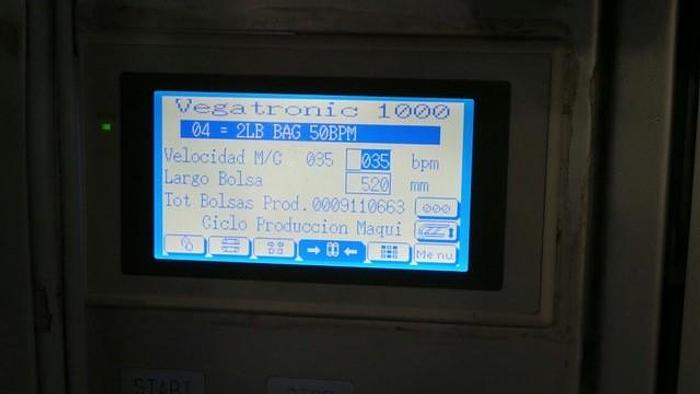 Vegatronic 1000
04 = 2LB BAG 50BPM
Velocidad M/C 035 035 bpm
Largo Bolsa 520 mm
Tot Bolsas Prod. 0009110663 000
Ciclo Produccion Maqui
Menu
START